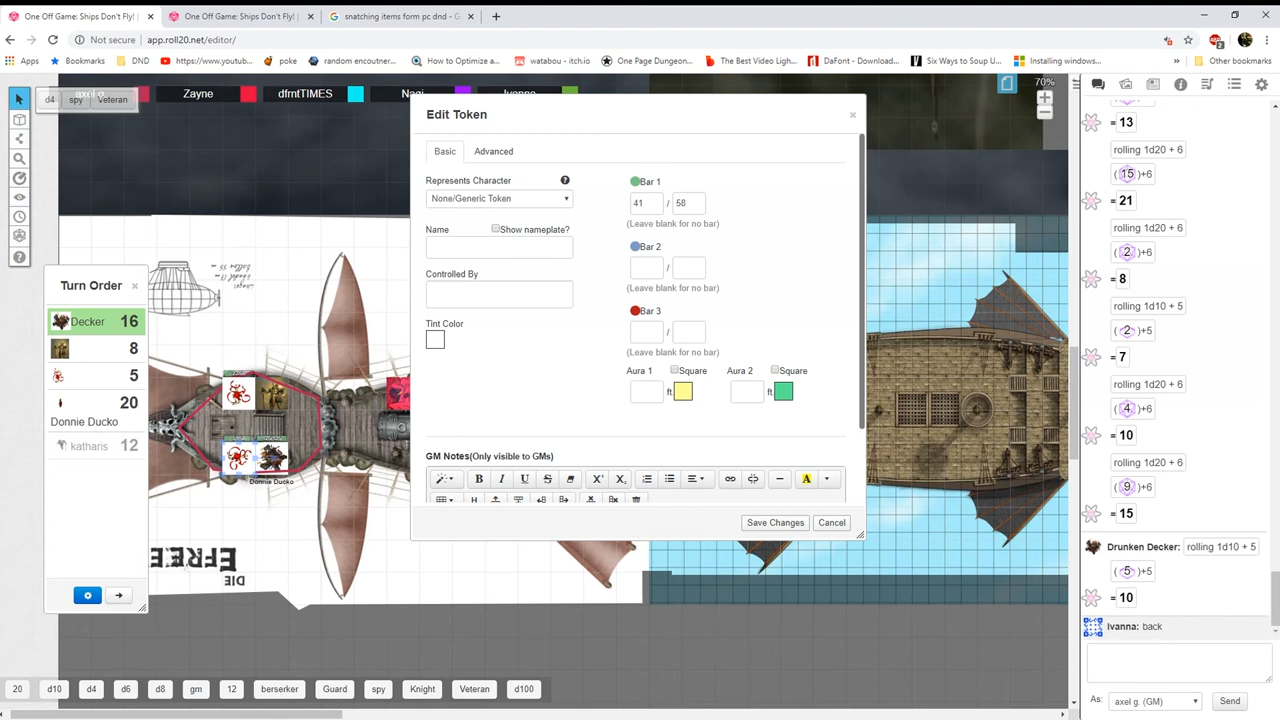 One Off Game: Ships Don't Fly! |
One Off Game: Ships Don't Fly! |
snatching items form pc dnd - G
Not secure
app.roll20.net/editor/
Apps
Bookmarks
DND
https://www.youtub...
poke
random encoutner...
How to Optimize a...
watabou - itch.io
One Page Dungeon...
The Best Video Ligh...
DaFont - Download...
Six Ways to Soup U...
Installing windows...
Other bookmarks
axel g.
Zayne
dfmtTIMES
Nagi
Ivanna
d4
spy
Veteran
70%
Turn Order
Decker 16
8
5
20
Donnie Ducko
katharis 12
Donnie Ducko
DIE
Edit Token
Basic
Advanced
Represents Character
None/Generic Token
Name
Show nameplate?
Controlled By
Tint Color
Bar 1
41 / 58
(Leave blank for no bar)
Bar 2
/
(Leave blank for no bar)
Bar 3
/
(Leave blank for no bar)
Aura 1
Square
Aura 2
Square
ft.
ft.
GM Notes(Only visible to GMs)
Save Changes
Cancel
= 13
rolling 1d20 + 6
(15)+6
= 21
rolling 1d20 + 6
(2)+6
= 8
rolling 1d10 + 5
(2)+5
= 7
rolling 1d20 + 6
(4)+6
= 10
rolling 1d20 + 6
(9)+6
= 15
Drunken Decker: rolling 1d10 + 5
(5)+5
= 10
Ivanna: back
As: axel g. (GM)
Send
20
d10
d4
d6
d8
gm
12
berserker
Guard
spy
Knight
Veteran
d100